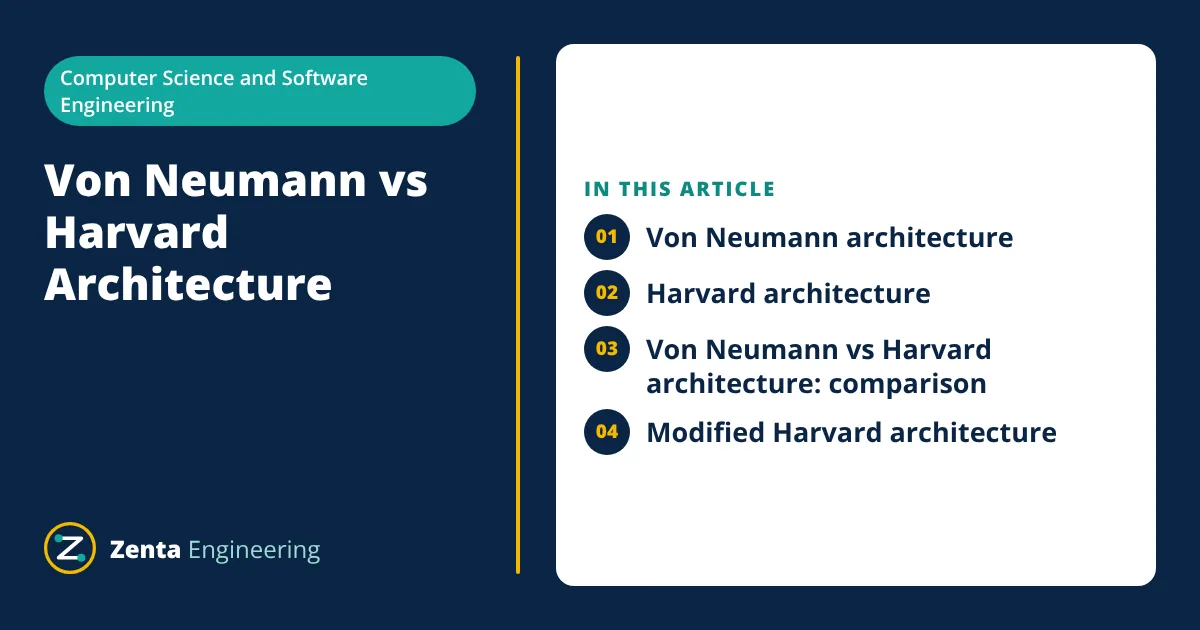 Computer Science and Software
Engineering
Von Neumann vs
Harvard
Architecture
Z
Zenta Engineering
IN THIS ARTICLE
01 Von Neumann architecture
02 Harvard architecture
03 Von Neumann vs Harvard
architecture: comparison
04 Modified Harvard architecture